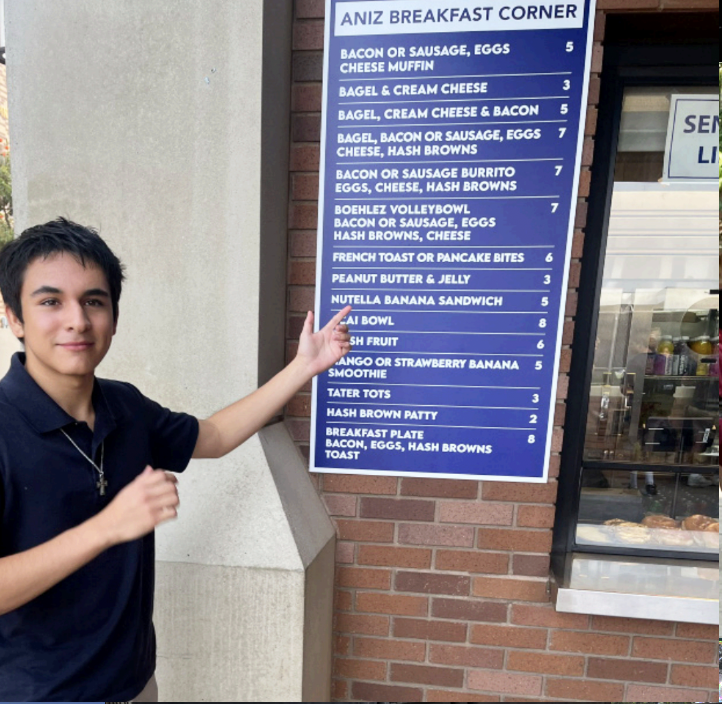 ANIZ BREAKFAST CORNER
BACON OR SAUSAGE, EGGS 5
CHEESE MUFFIN
BAGEL & CREAM CHEESE 3
BAGEL, CREAM CHEESE & BACON 5
BAGEL, BACON OR SAUSAGE, EGGS 7
CHEESE, HASH BROWNS
BACON OR SAUSAGE BURRITO 7
EGGS, CHEESE, HASH BROWNS
BOEHLEZ VOLLEYBOWL 7
BACON OR SAUSAGE, EGGS
HASH BROWNS, CHEESE
FRENCH TOAST OR PANCAKE BITES 6
PEANUT BUTTER & JELLY 3
NUTELLA BANANA SANDWICH 5
BOWL 8
FRUIT 6
OR STRAWBERRY BANANA 5
SMOOTHIE
TATER TOTS 3
HASH BROWN PATTY 2
BREAKFAST PLATE 8
BACON, EGGS, HASH BROWNS
TOAST